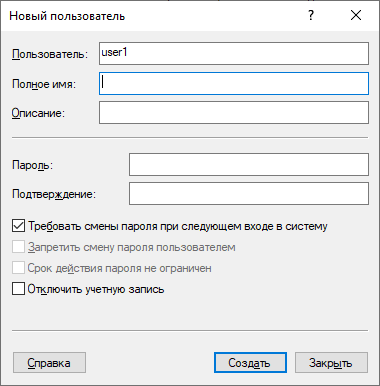 Новый пользователь
Пользователь: user1
Полное имя:
Описание:
Пароль:
Подтверждение:
Требовать смены пароля при следующем входе в систему
Запретить смену пароля пользователем
Срок действия пароля не ограничен
Отключить учетную запись
Справка Создать Закрыть